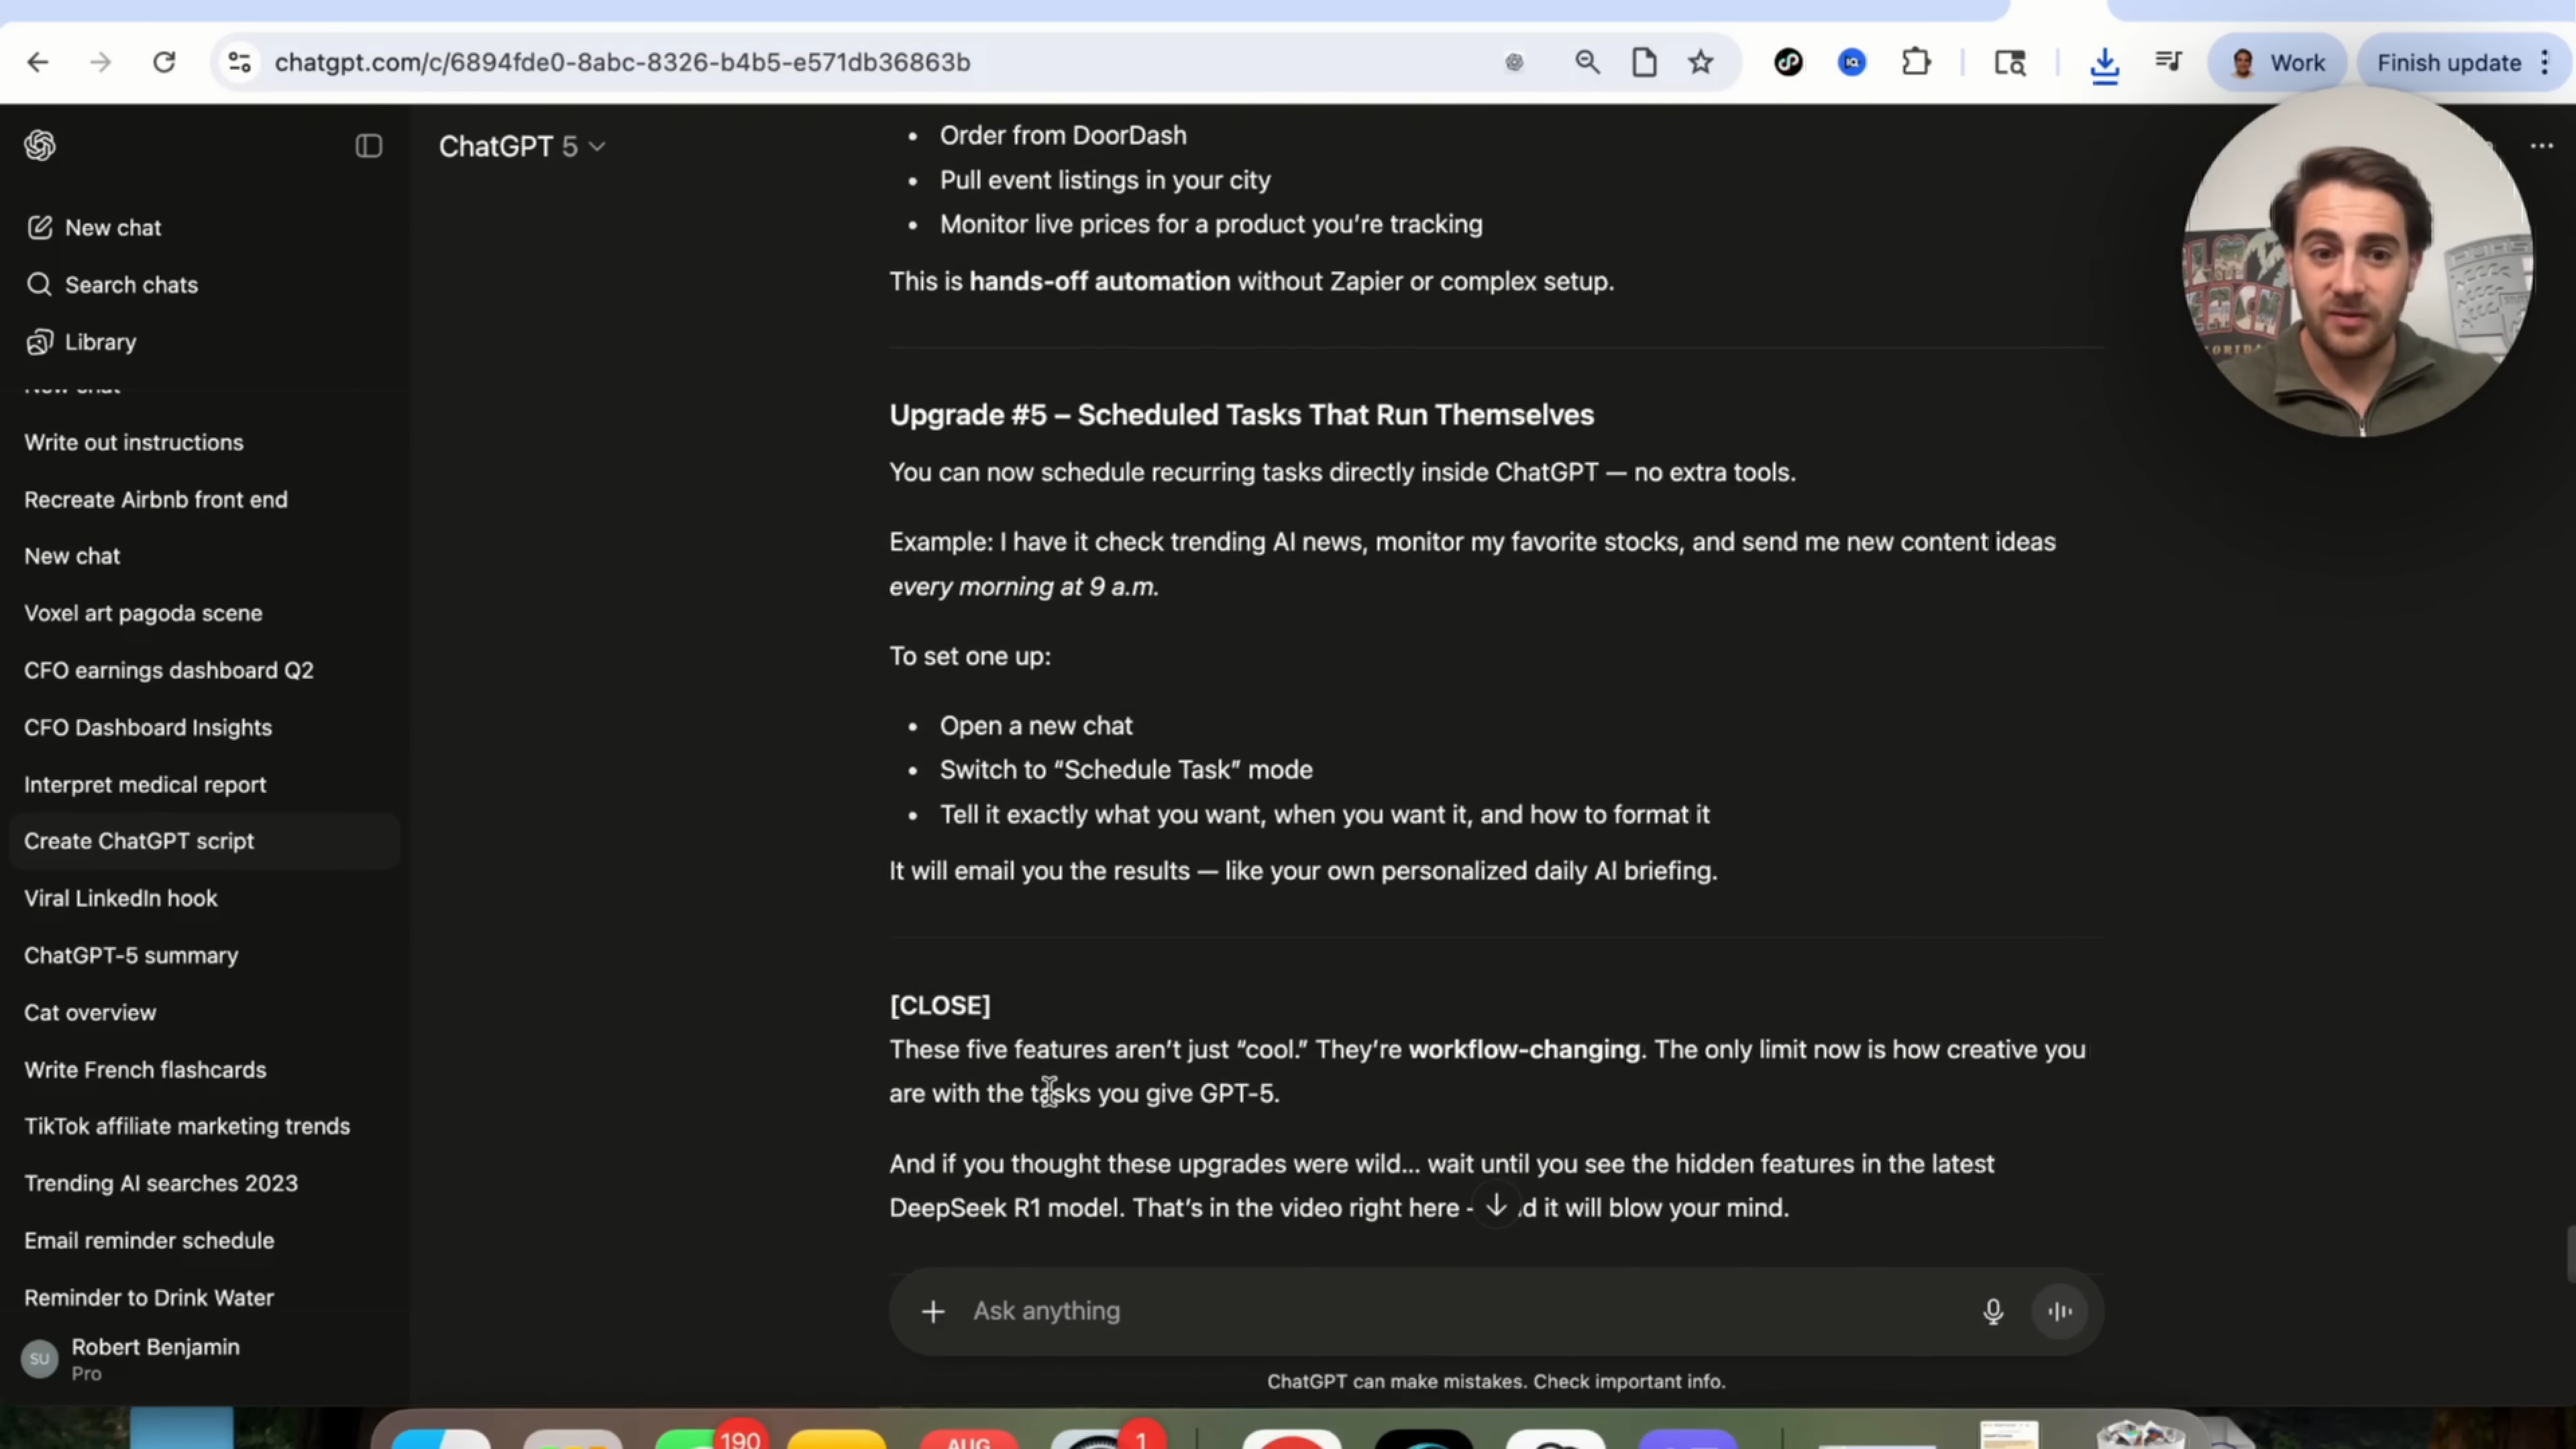 chatgpt.com/c/6894fde0-8abc-8326-b4b5-e571db36863b
Work
Finish update
New chat
Search chats
Library
New chat
Write out instructions
Recreate Airbnb front end
New chat
Voxel art pagoda scene
CFO earnings dashboard Q2
CFO Dashboard Insights
Interpret medical report
Create ChatGPT script
Viral LinkedIn hook
ChatGPT-5 summary
Cat overview
Write French flashcards
TikTok affiliate marketing trends
Trending AI searches 2023
Email reminder schedule
Reminder to Drink Water
SU
Robert Benjamin
Pro
ChatGPT 5
• Order from DoorDash
• Pull event listings in your city
• Monitor live prices for a product you’re tracking
This is hands-off automation without Zapier or complex setup.
Upgrade #5 – Scheduled Tasks That Run Themselves
You can now schedule recurring tasks directly inside ChatGPT — no extra tools.
Example: I have it check trending AI news, monitor my favorite stocks, and send me new content ideas
every morning at 9 a.m.
To set one up:
• Open a new chat
• Switch to “Schedule Task” mode
• Tell it exactly what you want, when you want it, and how to format it
It will email you the results — like your own personalized daily AI briefing.
[CLOSE]
These five features aren’t just “cool.” They’re workflow-changing. The only limit now is how creative you
are with the tasks you give GPT-5.
And if you thought these upgrades were wild... wait until you see the hidden features in the latest
DeepSeek R1 model. That’s in the video right here - d it will blow your mind.
Ask anything
ChatGPT can make mistakes. Check important info.
190
AUG
1